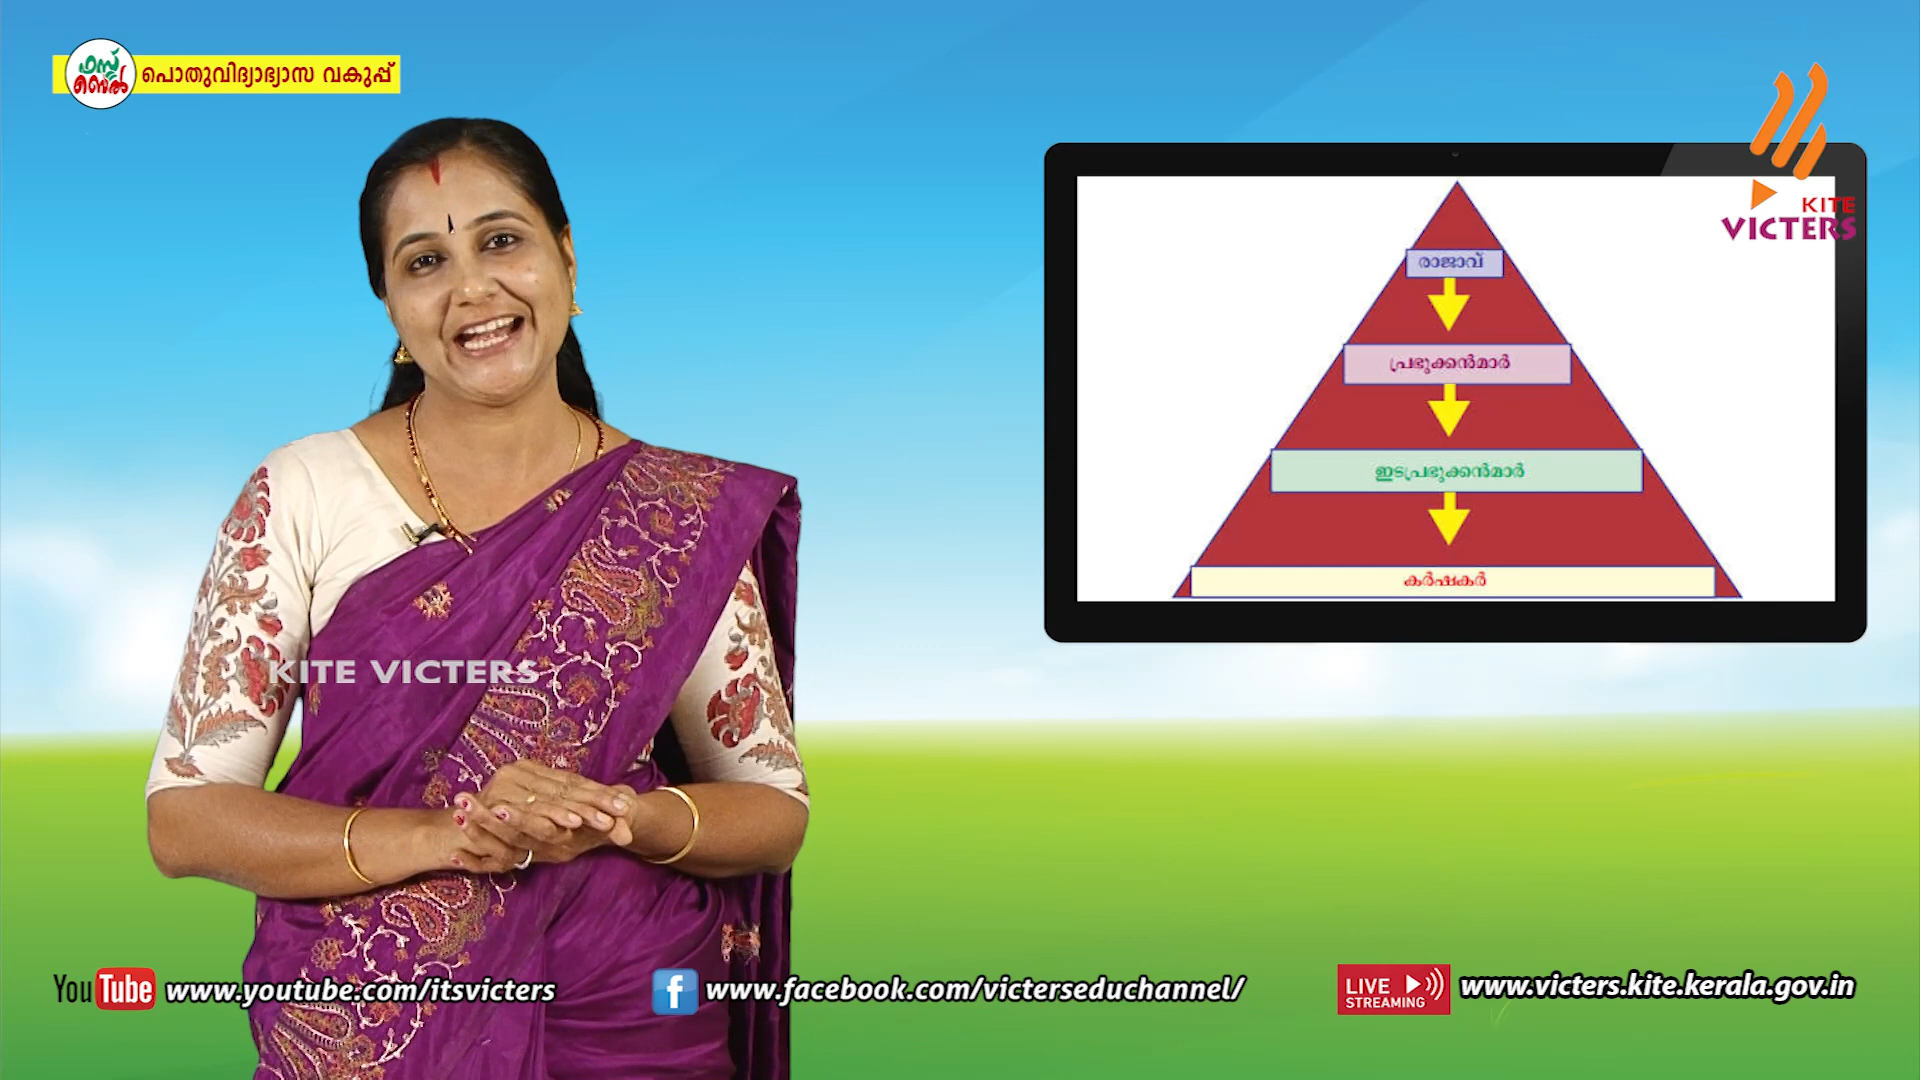 ഫസ്റ്റ്
ബെൽ
പൊതുവിദ്യാഭ്യാസ വകുപ്പ്
KITE
VICTERS
രാജാവ്
പ്രഭുക്കൻമാർ
ഇടപ്രഭുക്കൻമാർ
കർഷകർ
KITE VICTERS
YouTube www.youtube.com/itsvicters
f www.facebook.com/victerseduchannel/
LIVE
STREAMING
www.victers.kite.kerala.gov.in